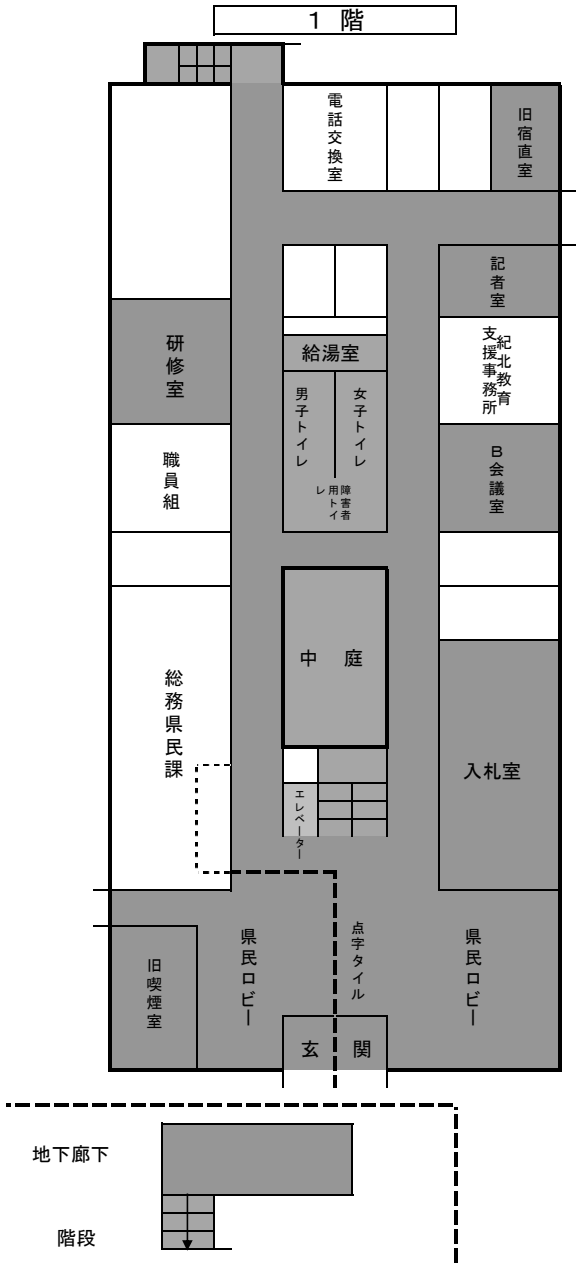 1 階
電話交換室
旧宿直室
記者室
紀北教育
支援事務所
研修室
給湯室
男子トイレ
女子トイレ
障害者
用トイ
レ
職員組
B会議室
中 庭
総務県民課
入札室
エレベーター
点字タイル
県民ロビー
県民ロビー
旧喫煙室
玄 関
地下廊下
階段